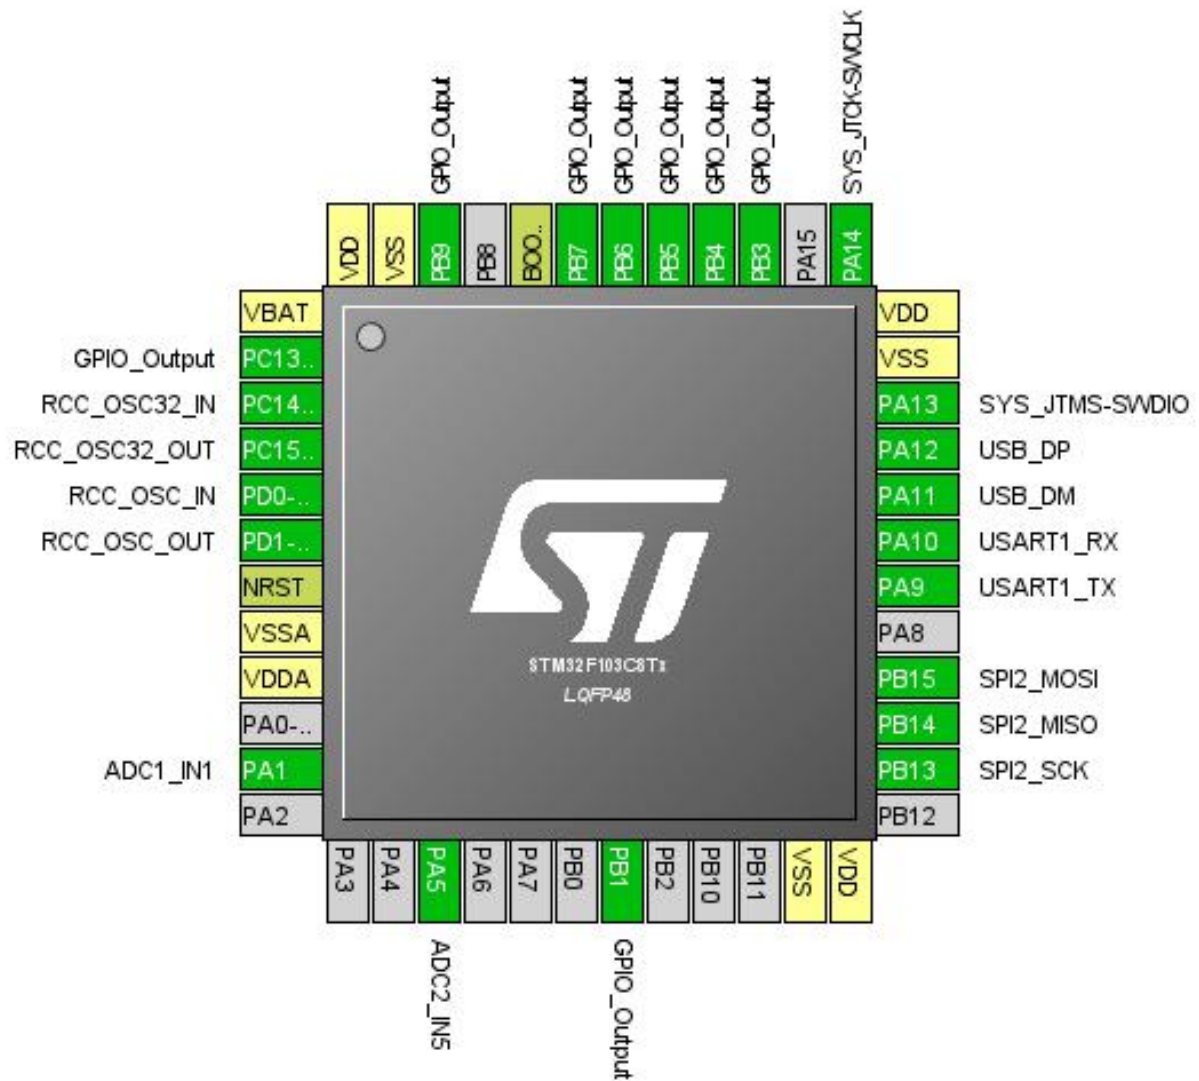 GPIO_Output
GPIO_Output
GPIO_Output
GPIO_Output
GPIO_Output
GPIO_Output
SYS_JTCK-SWCLK
VDD
VSS
PB9
PB8
BOO..
PB7
PB6
PB5
PB4
PB3
PA15
PA14
VBAT
GPIO_Output PC13..
RCC_OSC32_IN PC14..
RCC_OSC32_OUT PC15..
RCC_OSC_IN PD0-..
RCC_OSC_OUT PD1-..
NRST
VSSA
VDDA
PA0-..
ADC1_IN1 PA1
PA2
VDD
VSS
PA13 SYS_JTMS-SWDIO
PA12 USB_DP
PA11 USB_DM
PA10 USART1_RX
PA9 USART1_TX
PA8
PB15 SPI2_MOSI
PB14 SPI2_MISO
PB13 SPI2_SCK
PB12
ST
STM32F103C8Tx
LQFP48
PA3
PA4
PA5
PA6
PA7
PB0
PB1
PB2
PB10
PB11
VSS
VDD
ADC2_IN5
GPIO_Output